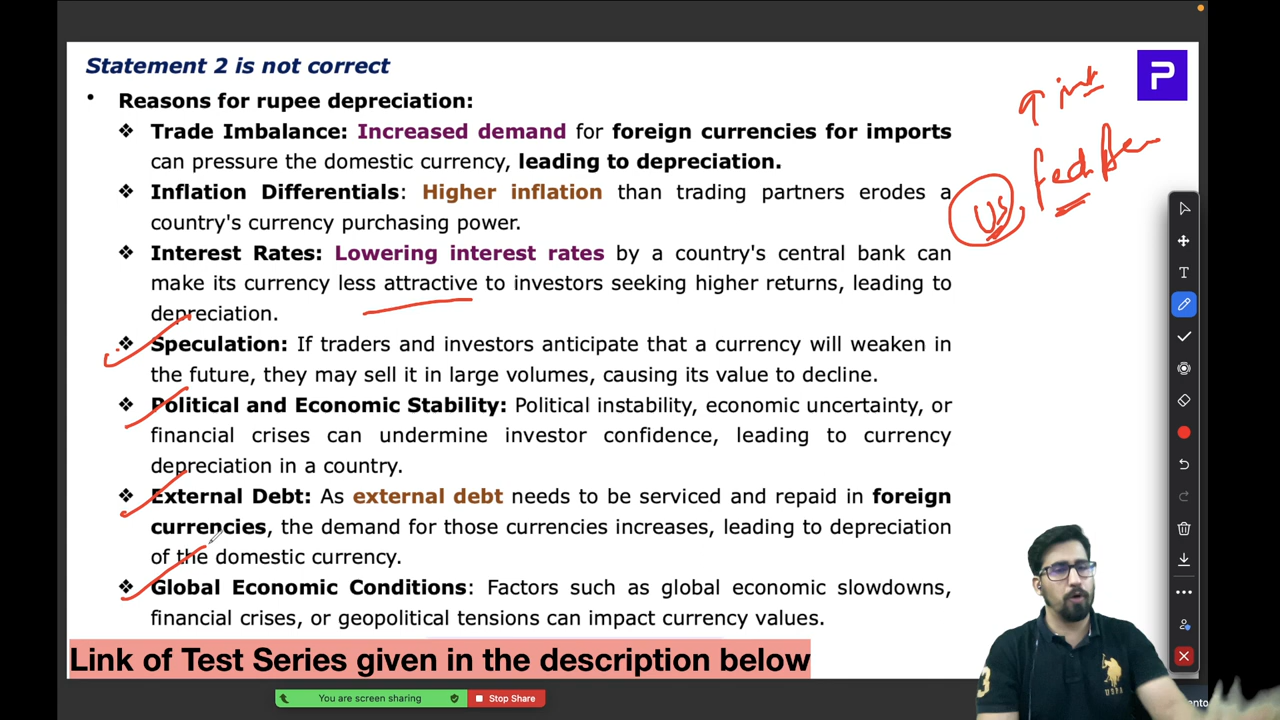 Statement 2 is not correct
• Reasons for rupee depreciation:
❖ Trade Imbalance: Increased demand for foreign currencies for imports
can pressure the domestic currency, leading to depreciation.
❖ Inflation Differentials: Higher inflation than trading partners erodes a
country's currency purchasing power.
❖ Interest Rates: Lowering interest rates by a country's central bank can
make its currency less attractive to investors seeking higher returns, leading to
depreciation.
❖ Speculation: If traders and investors anticipate that a currency will weaken in
the future, they may sell it in large volumes, causing its value to decline.
❖ Political and Economic Stability: Political instability, economic uncertainty, or
financial crises can undermine investor confidence, leading to currency
depreciation in a country.
❖ External Debt: As external debt needs to be serviced and repaid in foreign
currencies, the demand for those currencies increases, leading to depreciation
of the domestic currency.
❖ Global Economic Conditions: Factors such as global economic slowdowns,
financial crises, or geopolitical tensions can impact currency values.
P
↑ int
US, fed
T
Link of Test Series given in the description below
You are screen sharing
Stop Share
3
USPA